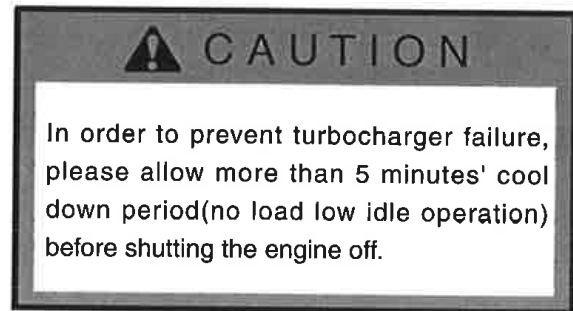 CAUTION
In order to prevent turbocharger failure,
please allow more than 5 minutes' cool
down period(no load low idle operation)
before shutting the engine off.